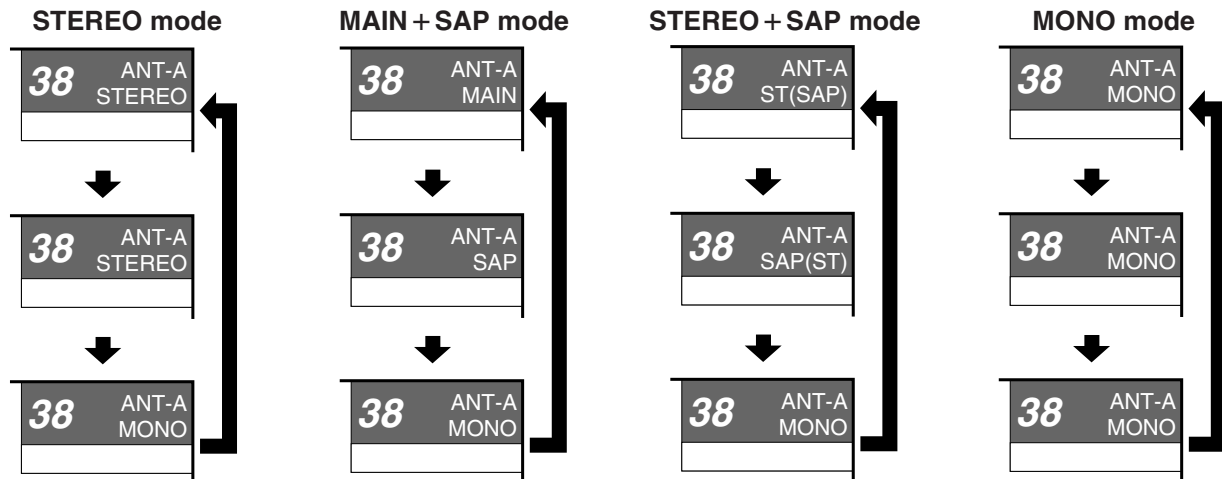 STEREO mode
38 ANT-A
STEREO
38 ANT-A
STEREO
38 ANT-A
MONO
MAIN+SAP mode
38 ANT-A
MAIN
38 ANT-A
SAP
38 ANT-A
MONO
STEREO+SAP mode
38 ANT-A
ST(SAP)
38 ANT-A
SAP(ST)
38 ANT-A
MONO
MONO mode
38 ANT-A
MONO
38 ANT-A
MONO
38 ANT-A
MONO